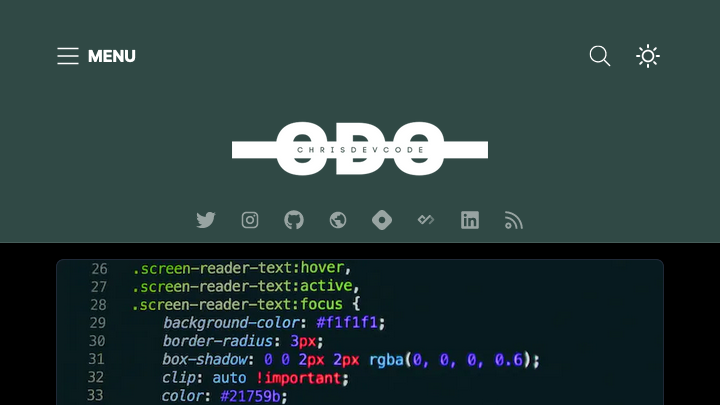 MENU
ODO
CHRISDEVCODE
26 .screen-reader-text:hover,
27 .screen-reader-text:active,
28 .screen-reader-text:focus {
29 background-color: #f1f1f1;
30 border-radius: 3px;
31 box-shadow: 0 0 2px 2px rgba(0, 0, 0, 0.6);
32 clip: auto !important;
33 color: #21759b;